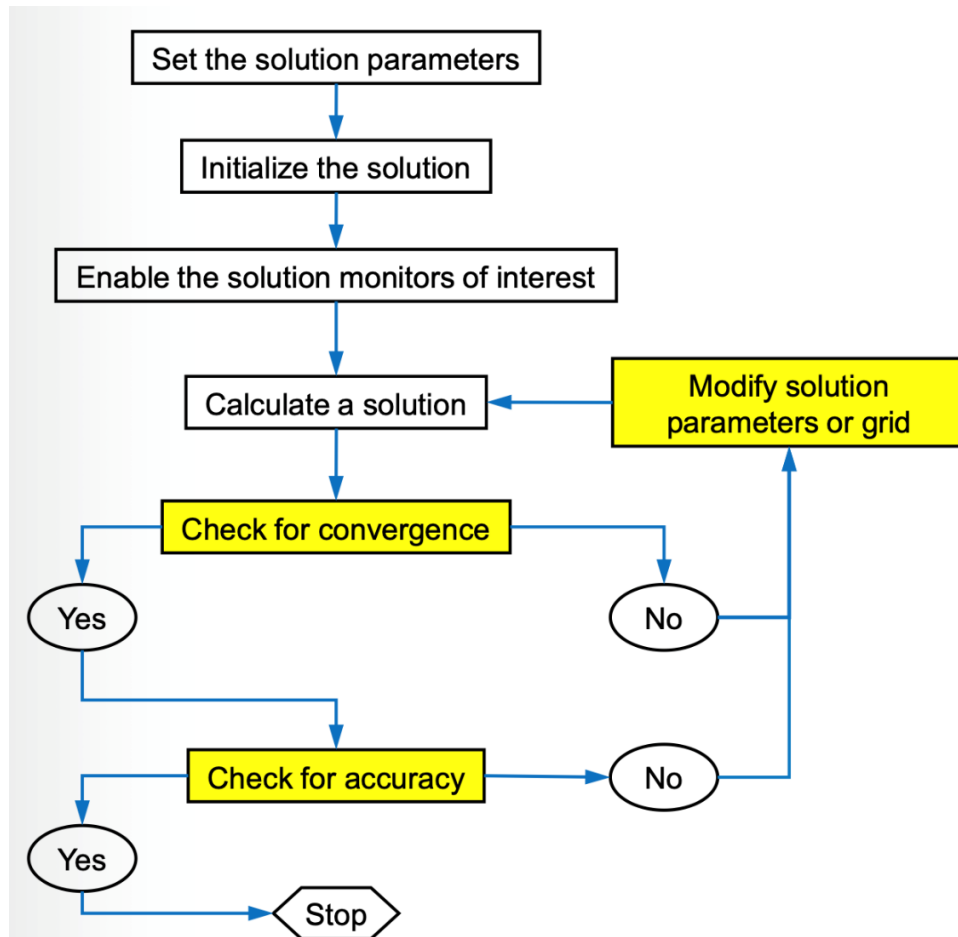 Set the solution parameters
Initialize the solution
Enable the solution monitors of interest
Calculate a solution
Modify solution
parameters or grid
Check for convergence
Yes
No
Check for accuracy
No
Yes
Stop